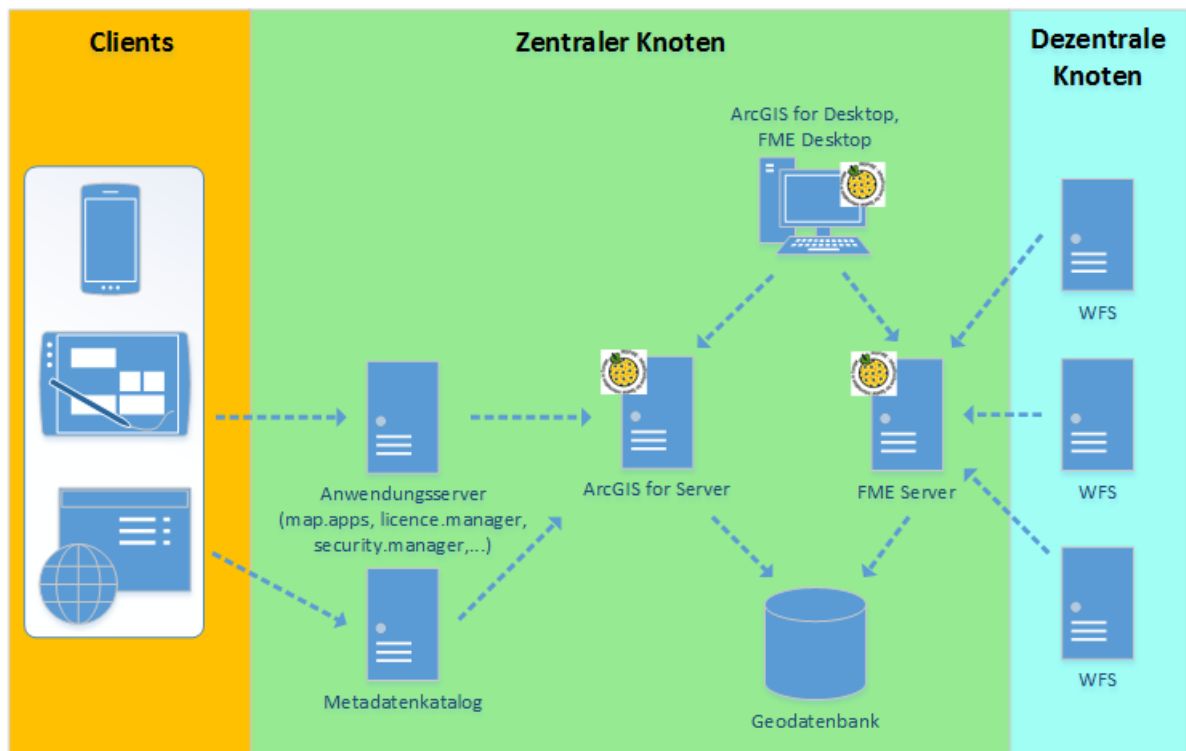 Clients
Zentraler Knoten
Dezentrale
Knoten
ArcGIS for Desktop,
FME Desktop
WFS
WFS
WFS
Anwendungsserver
(map.apps, licence.manager,
security.manager,...)
ArcGIS for Server
FME Server
Metadatenkatalog
Geodatenbank